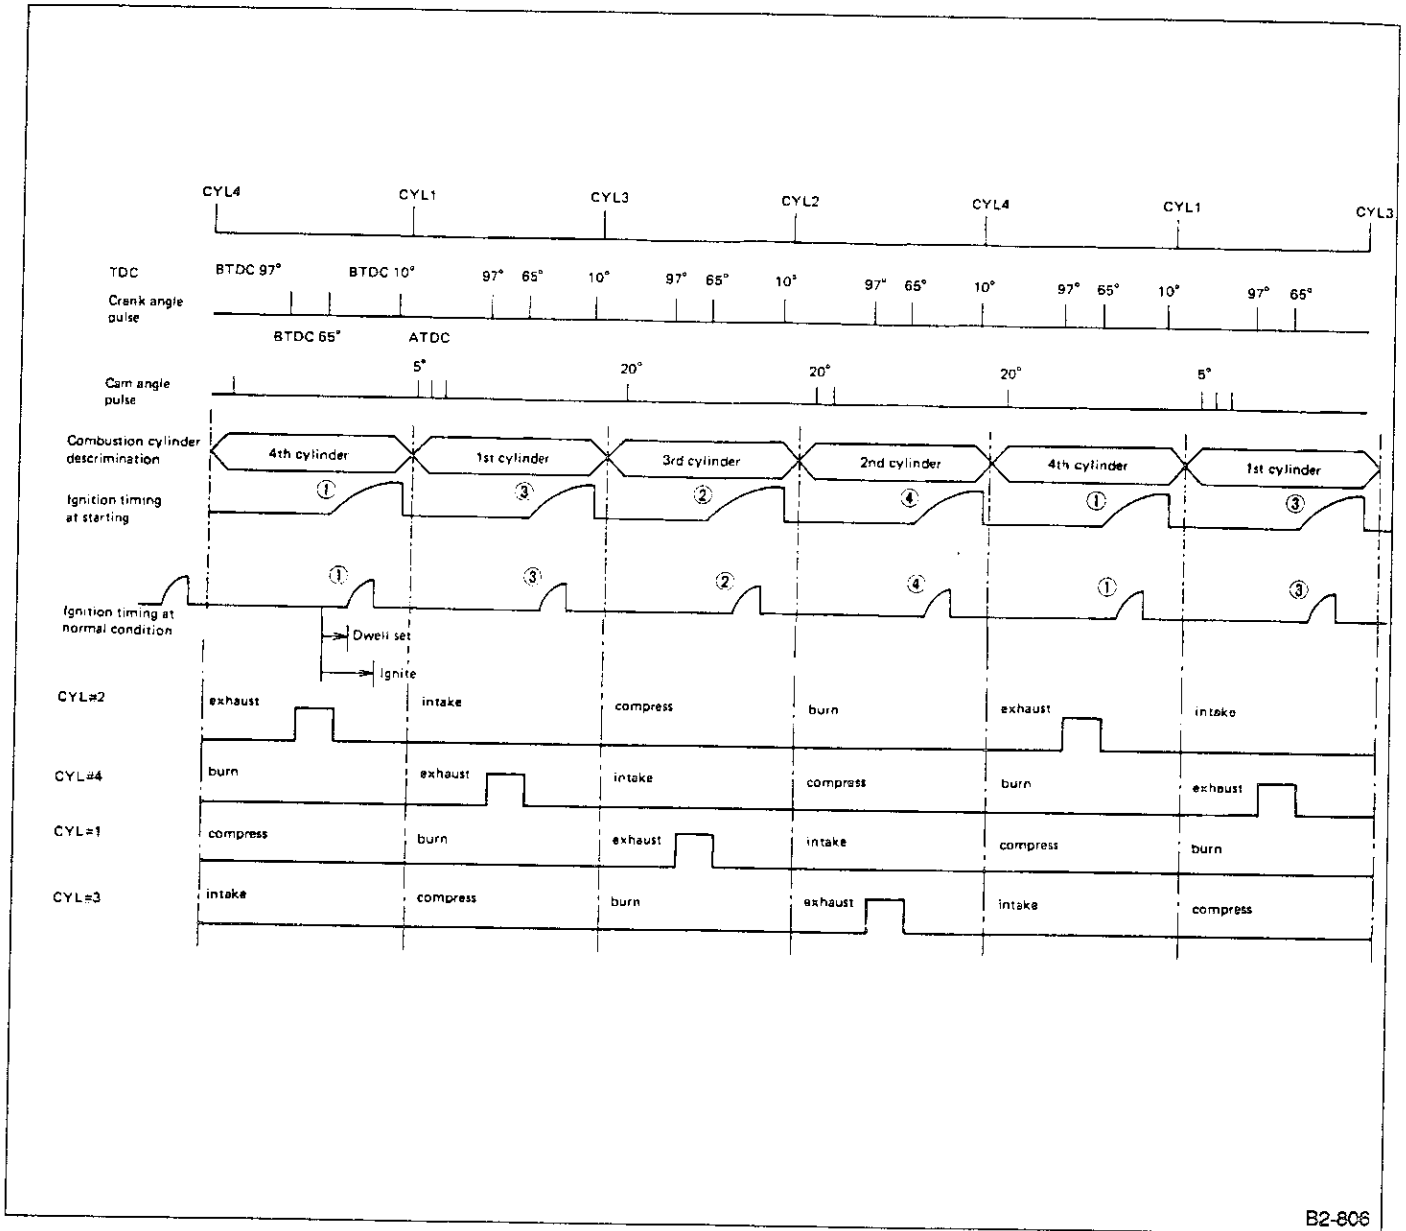 CYL4 CYL1 CYL3 CYL2 CYL4 CYL1 CYL3
TDC
BTDC 97° BTDC 10° 97° 65° 10° 97° 65° 10° 97° 65° 10° 97° 65° 10° 97° 65°
Crank angle
pulse
BTDC 65° ATDC
5° 20° 20° 20° 5°
Cam angle
pulse
Combustion cylinder
descrimination
4th cylinder 1st cylinder 3rd cylinder 2nd cylinder 4th cylinder 1st cylinder
Ignition timing
at starting
① ③ ② ④ ① ③
Ignition timing at
normal condition
① ③ ② ④ ① ③
Dwell set
Ignite
CYL#2
exhaust intake compress burn exhaust intake
CYL#4
burn exhaust intake compress burn exhaust
CYL#1
compress burn exhaust intake compress burn
CYL#3
intake compress burn exhaust intake compress
B2-806